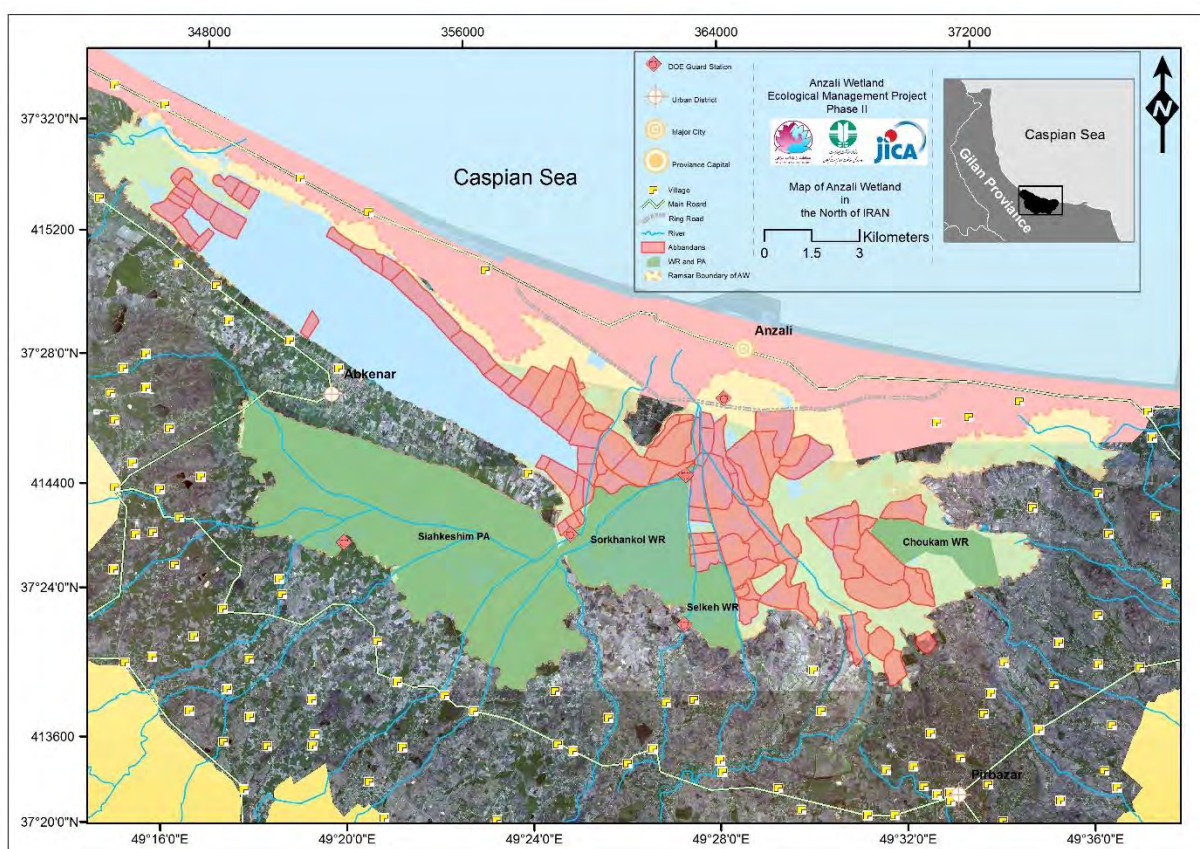 348000
356000
364000
372000
DOE Guard Station
Urban District
Major City
Proviance Capital
Village
Main Roard
Ring Road
River
Abbandans
WR and PA
Ramsar Boundary of AW
Anzali Wetland
Ecological Management Project
Phase II
JICA
Map of Anzali Wetland
in
the North of IRAN
0 1.5 3 Kilometers
Caspian Sea
Gilan Proviance
N
Caspian Sea
37°32'0"N
415200
37°28'0"N
414400
37°24'0"N
413600
37°20'0"N
Anzali
Abkenar
Siahkeshim PA
Sorkhankol WR
Selkeh WR
Choukam WR
Pirbazar
49°16'0"E
49°20'0"E
49°24'0"E
49°28'0"E
49°32'0"E
49°36'0"E